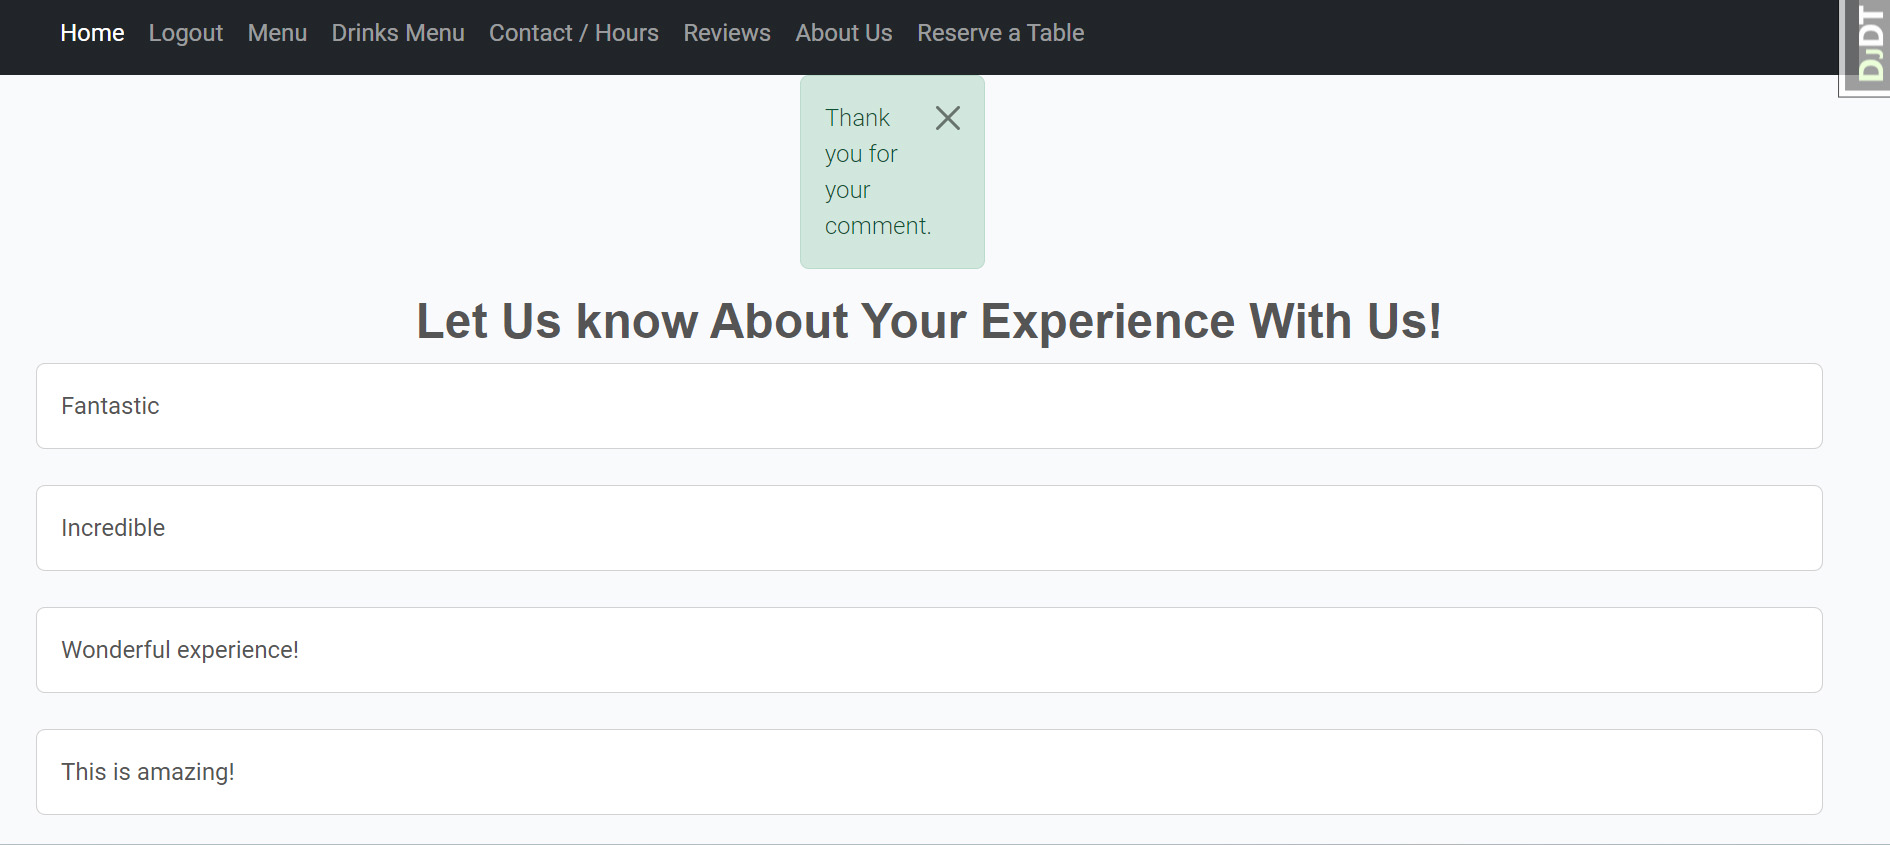 Home Logout Menu Drinks Menu Contact / Hours Reviews About Us Reserve a Table
DJDT
Thank
you for
your
comment.
Let Us know About Your Experience With Us!
Fantastic
Incredible
Wonderful experience!
This is amazing!